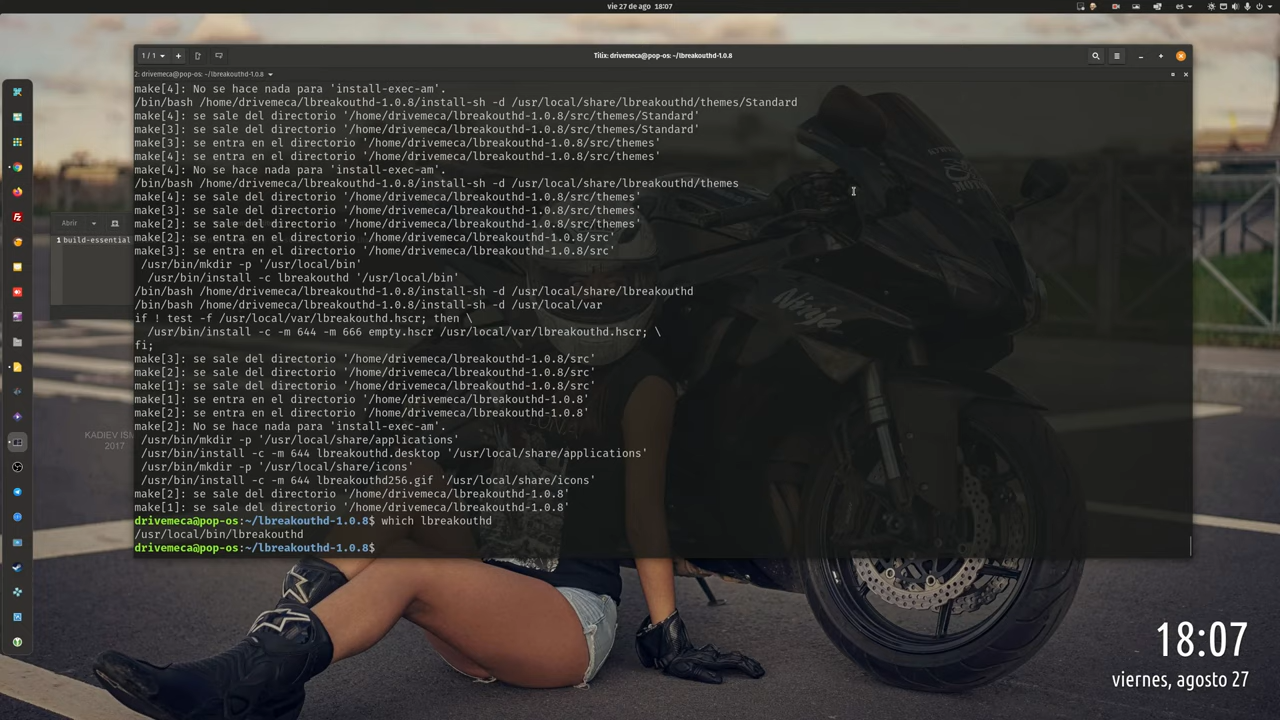 vie 27 de ago 18:07
es
1 / 1
Tilix: drivemeca@pop-os: ~/lbreakouthd-1.0.8
2: drivemeca@pop-os: ~/lbreakouthd-1.0.8
make[4]: No se hace nada para 'install-exec-am'.
/bin/bash /home/drivemeca/lbreakouthd-1.0.8/install-sh -d /usr/local/share/lbreakouthd/themes/Standard
make[4]: se sale del directorio '/home/drivemeca/lbreakouthd-1.0.8/src/themes/Standard'
make[3]: se sale del directorio '/home/drivemeca/lbreakouthd-1.0.8/src/themes/Standard'
make[3]: se entra en el directorio '/home/drivemeca/lbreakouthd-1.0.8/src/themes'
make[4]: se entra en el directorio '/home/drivemeca/lbreakouthd-1.0.8/src/themes'
make[4]: No se hace nada para 'install-exec-am'.
/bin/bash /home/drivemeca/lbreakouthd-1.0.8/install-sh -d /usr/local/share/lbreakouthd/themes
make[4]: se sale del directorio '/home/drivemeca/lbreakouthd-1.0.8/src/themes'
make[3]: se sale del directorio '/home/drivemeca/lbreakouthd-1.0.8/src/themes'
make[2]: se sale del directorio '/home/drivemeca/lbreakouthd-1.0.8/src/themes'
make[2]: se entra en el directorio '/home/drivemeca/lbreakouthd-1.0.8/src'
make[3]: se entra en el directorio '/home/drivemeca/lbreakouthd-1.0.8/src'
/usr/bin/mkdir -p '/usr/local/bin'
/usr/bin/install -c lbreakouthd '/usr/local/bin'
/bin/bash /home/drivemeca/lbreakouthd-1.0.8/install-sh -d /usr/local/share/lbreakouthd
/bin/bash /home/drivemeca/lbreakouthd-1.0.8/install-sh -d /usr/local/var
if ! test -f /usr/local/var/lbreakouthd.hscr; then \
/usr/bin/install -c -m 644 -m 666 empty.hscr /usr/local/var/lbreakouthd.hscr; \
fi;
make[3]: se sale del directorio '/home/drivemeca/lbreakouthd-1.0.8/src'
make[2]: se sale del directorio '/home/drivemeca/lbreakouthd-1.0.8/src'
make[1]: se sale del directorio '/home/drivemeca/lbreakouthd-1.0.8/src'
make[1]: se entra en el directorio '/home/drivemeca/lbreakouthd-1.0.8'
make[2]: se entra en el directorio '/home/drivemeca/lbreakouthd-1.0.8'
make[2]: No se hace nada para 'install-exec-am'.
/usr/bin/mkdir -p '/usr/local/share/applications'
/usr/bin/install -c -m 644 lbreakouthd.desktop '/usr/local/share/applications'
/usr/bin/mkdir -p '/usr/local/share/icons'
/usr/bin/install -c -m 644 lbreakouthd256.gif '/usr/local/share/icons'
make[2]: se sale del directorio '/home/drivemeca/lbreakouthd-1.0.8'
make[1]: se sale del directorio '/home/drivemeca/lbreakouthd-1.0.8'
drivemeca@pop-os:~/lbreakouthd-1.0.8$ which lbreakouthd
/usr/local/bin/lbreakouthd
drivemeca@pop-os:~/lbreakouthd-1.0.8$
Abrir
1 build-essential
KADIEV
2017
Ninja
18:07
viernes, agosto 27